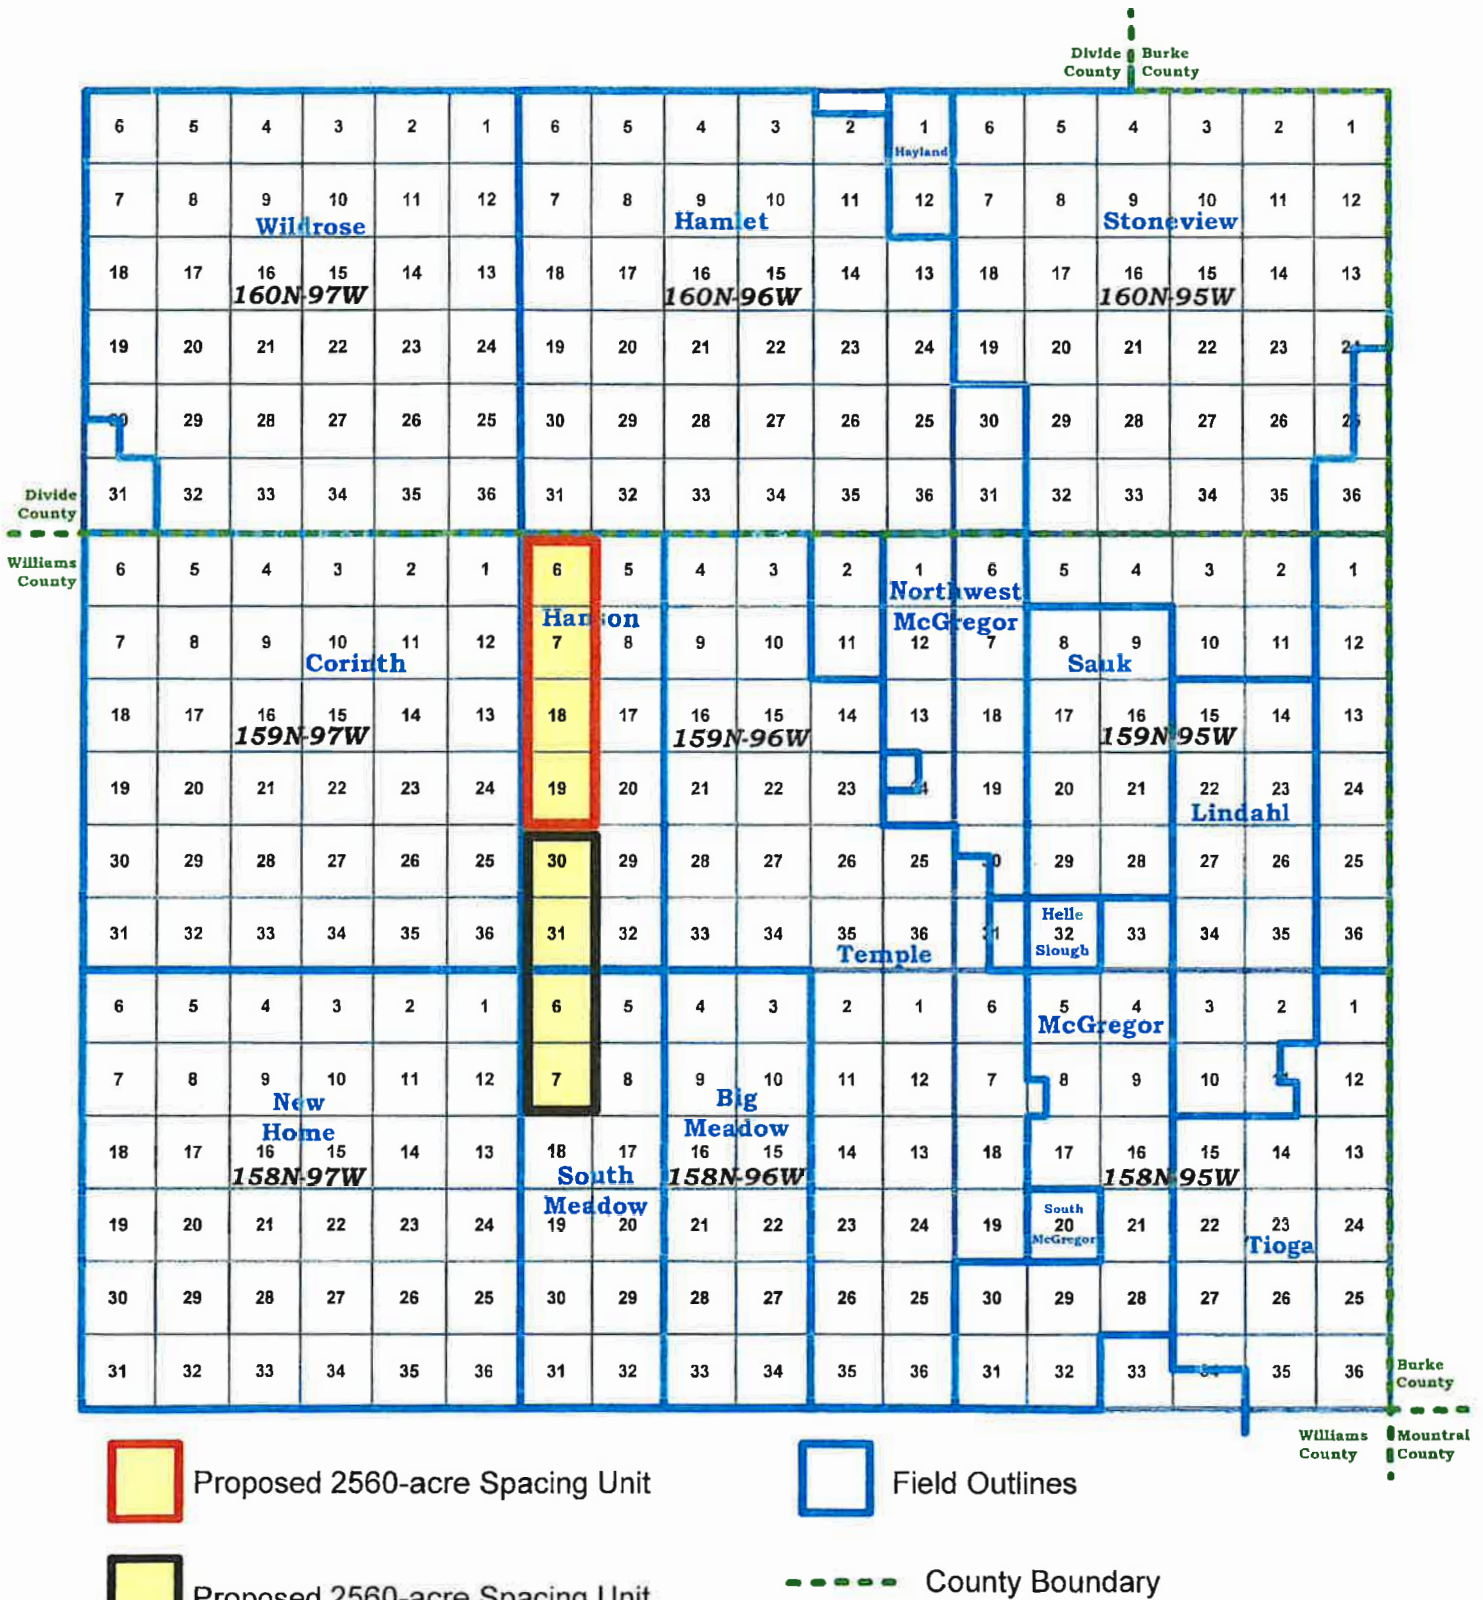 Divide Burke
County County
6 5 4 3 2 1 6 5 4 3 2 1 6 5 4 3 2 1
Hayland
7 8 9 10 11 12 7 8 9 10 11 12 7 8 9 10 11 12
Wildrose Hamlet Stoneview
18 17 16 15 14 13 18 17 16 15 14 13 18 17 16 15 14 13
160N-97W 160N-96W 160N-95W
19 20 21 22 23 24 19 20 21 22 23 24 19 20 21 22 23
29 28 27 26 25 30 29 28 27 26 25 30 29 28 27 26
31 32 33 34 35 36 31 32 33 34 35 36 31 32 33 34 35 36
Divide
County
Williams
County
6 5 4 3 2 1 6 5 4 3 2 1 6 5 4 3 2 1
Northwest
Hanson McGregor
7 8 9 10 11 12 7 8 9 10 11 12 7 8 9 10 11 12
Corinth Sauk
18 17 16 15 14 13 18 17 16 15 14 13 18 17 16 15 14 13
159N-97W 159N-96W 159N-95W
19 20 21 22 23 24 19 20 21 22 23 19 20 21 22 23 24
Lindahl
30 29 28 27 26 25 30 29 28 27 26 25 29 28 27 26 25
Helle
31 32 33 34 35 36 31 32 33 34 35 36 32 33 34 35 36
Temple Slough
6 5 4 3 2 1 6 5 4 3 2 1 6 5 4 3 2 1
McGregor
7 8 9 10 11 12 7 8 9 10 11 12 7 8 9 10 12
New Big
Home Meadow
18 17 16 15 14 13 18 17 16 15 14 13 18 17 16 15 14 13
158N-97W South 158N-96W 158N-95W
Meadow South
19 20 21 22 23 24 19 20 21 22 23 24 19 20 21 22 23 24
McGregor Tioga
30 29 28 27 26 25 30 29 28 27 26 25 30 29 28 27 26 25
31 32 33 34 35 36 31 32 33 34 35 36 31 32 33 35 36
Burke
County
Williams Mountral
County County
Proposed 2560-acre Spacing Unit Field Outlines
Proposed 2560-acre Spacing Unit County Boundary